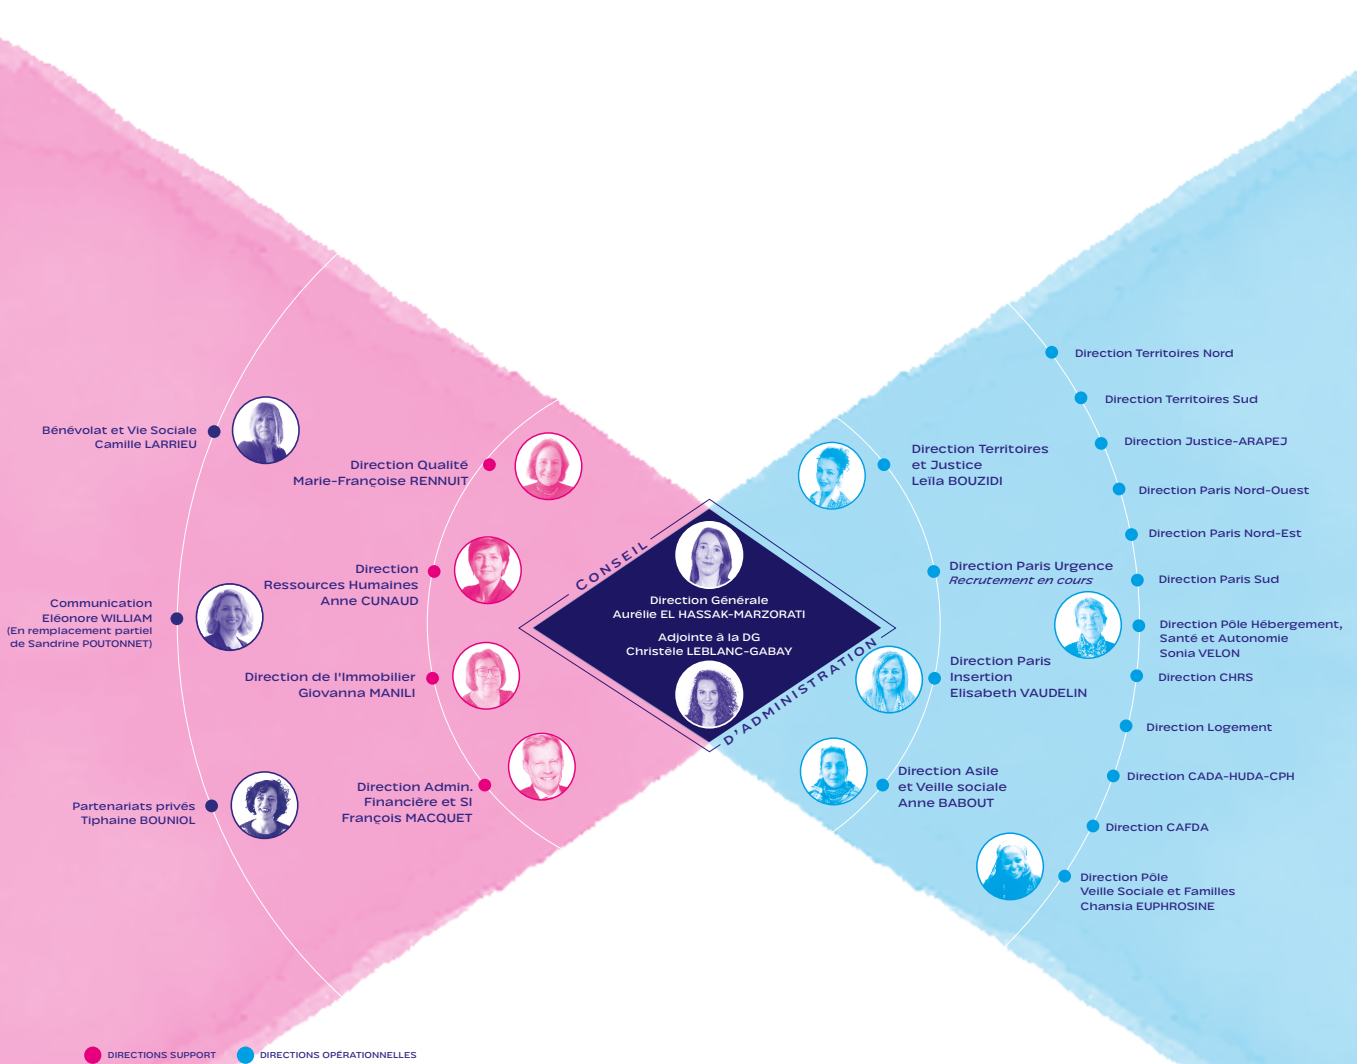 Bénévolat et Vie Sociale
Camille LARRIEU
Communication
Eléonore WILLIAM
(En remplacement partiel
de Sandrine POUTONNET)
Partenariats privés
Tiphaine BOUNIOL
Direction Qualité
Marie-Françoise RENNUIT
Direction
Ressources Humaines
Anne CUNAUD
Direction de l'Immobilier
Giovanna MANILI
Direction Admin.
Financière et SI
François MACQUET
CONSEIL
D'ADMINISTRATION
Direction Générale
Aurélie EL HASSAK-MARZORATI
Adjointe à la DG
Christèle LEBLANC-GABAY
Direction Territoires
et Justice
Leïla BOUZIDI
Direction Paris Urgence
Recrutement en cours
Direction Paris
Insertion
Elisabeth VAUDELIN
Direction Asile
et Veille sociale
Anne BABOUT
Direction Territoires Nord
Direction Territoires Sud
Direction Justice-ARAPEJ
Direction Paris Nord-Ouest
Direction Paris Nord-Est
Direction Paris Sud
Direction Pôle Hébergement,
Santé et Autonomie
Sonia VELON
Direction CHRS
Direction Logement
Direction CADA-HUDA-CPH
Direction CAFDA
Direction Pôle
Veille Sociale et Familles
Chansia EUPHROSINE
DIRECTIONS SUPPORT
DIRECTIONS OPÉRATIONNELLES